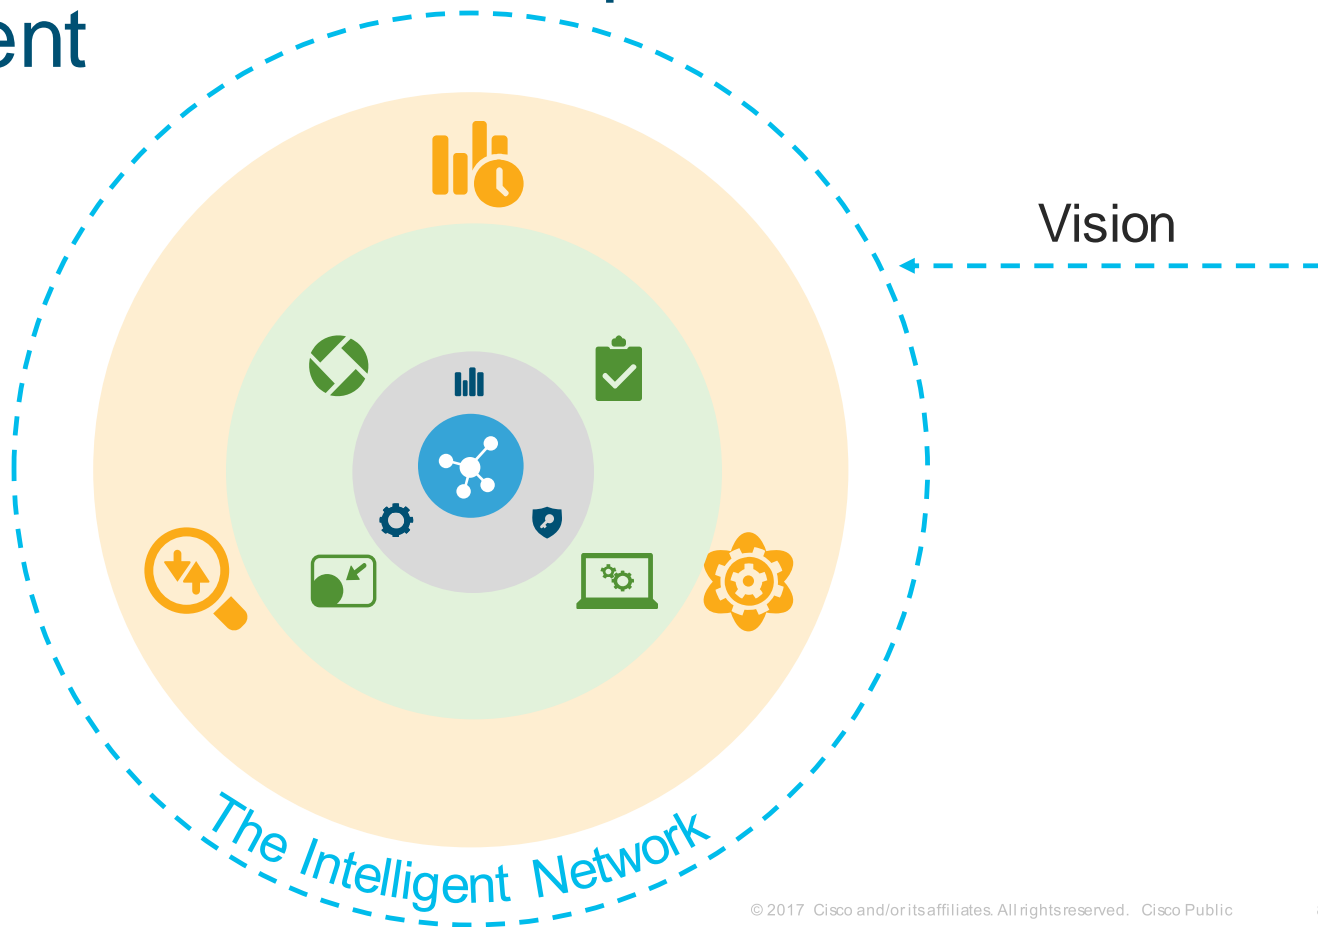 ent
Vision
The Intelligent Network
© 2017 Cisco and/or its affiliates. All rights reserved. Cisco Public